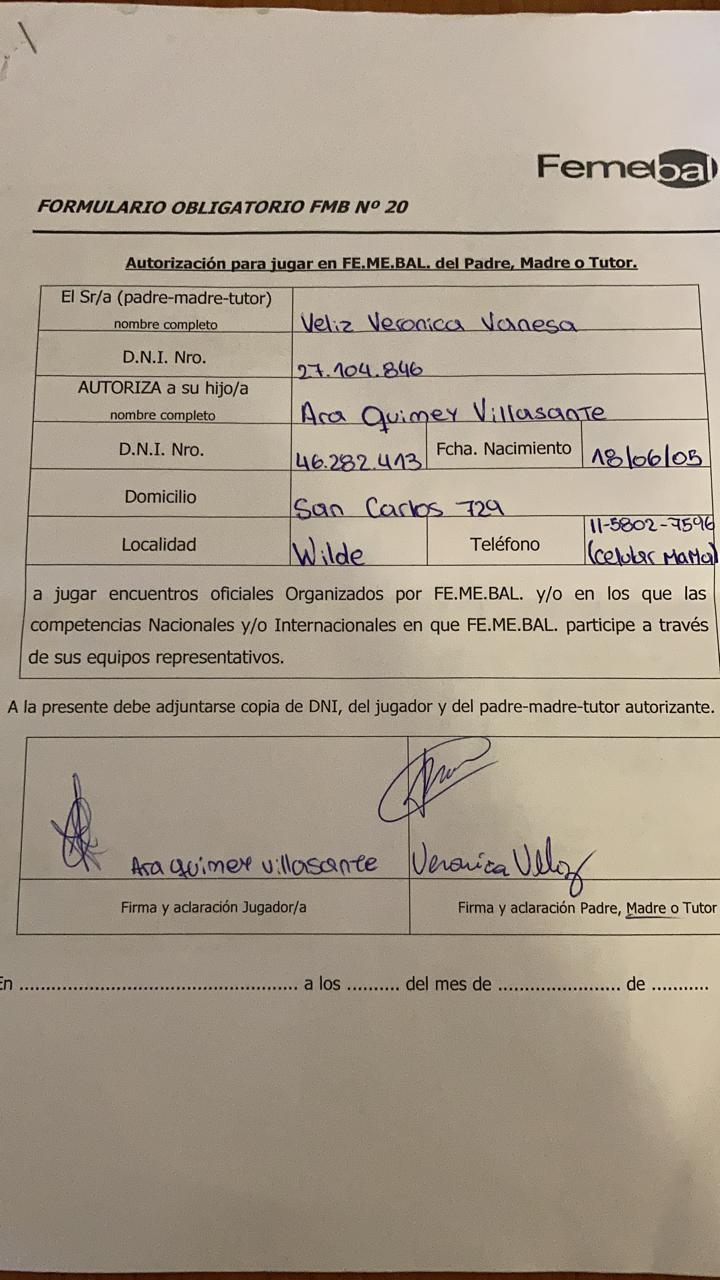 Femebal
FORMULARIO OBLIGATORIO FMB Nº 20
Autorización para jugar en FE.ME.BAL. del Padre, Madre o Tutor.
El Sr/a (padre-madre-tutor)
nombre completo
Veliz Veronica Vanesa
D.N.I. Nro.
27.104.846
AUTORIZA a su hijo/a
nombre completo
Ara Quimey Villasante
D.N.I. Nro.
46.282.413
Fcha. Nacimiento
18/06/05
Domicilio
San Carlos 729
Localidad
Wilde
Teléfono
11-5802-7596
(celular Mamá)
a jugar encuentros oficiales Organizados por FE.ME.BAL. y/o en los que las
competencias Nacionales y/o Internacionales en que FE.ME.BAL. participe a través
de sus equipos representativos.
A la presente debe adjuntarse copia de DNI, del jugador y del padre-madre-tutor autorizante.
Ara Quimey Villasante
Veronica Veliz
Firma y aclaración Jugador/a
Firma y aclaración Padre, Madre o Tutor
En ................................................. a los .......... del mes de ....................... de ...........